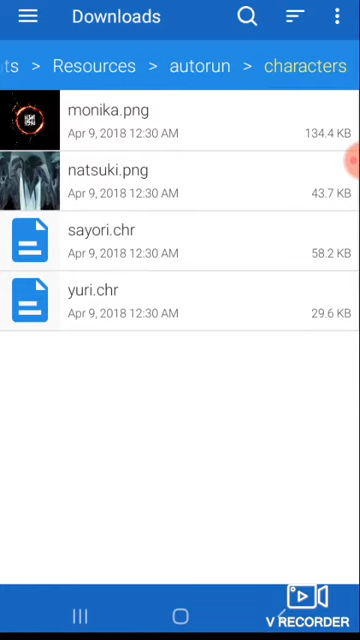 Downloads
ts > Resources > autorun > characters
monika.png
Apr 9, 2018 12:30 AM 134.4 KB
natsuki.png
Apr 9, 2018 12:30 AM 43.7 KB
sayori.chr
Apr 9, 2018 12:30 AM 58.2 KB
yuri.chr
Apr 9, 2018 12:30 AM 29.6 KB
V RECORDER